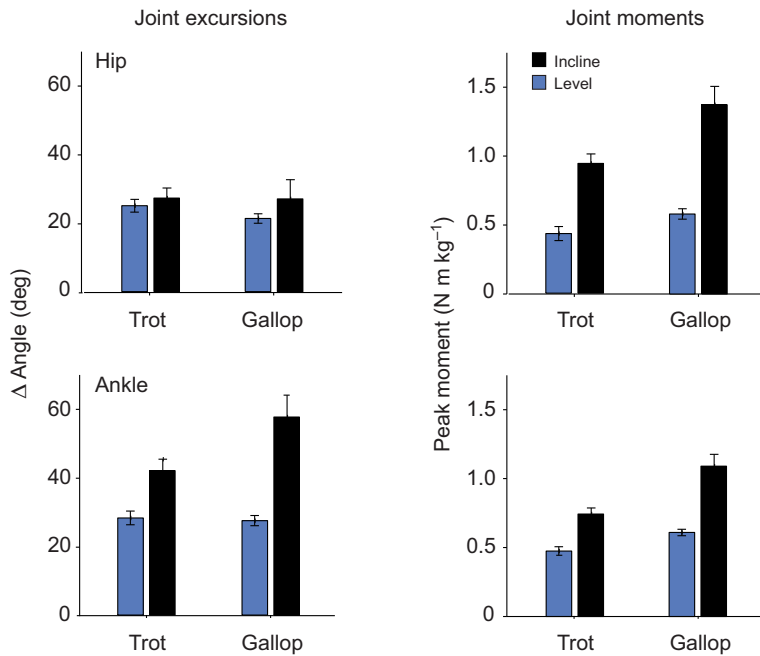 Joint excursions
Joint moments
Hip
60
40
20
0
Trot
Gallop
Incline
Level
1.5
1.0
0.5
0
Trot
Gallop
Δ Angle (deg)
Peak moment (N m kg⁻¹)
Ankle
60
40
20
0
Trot
Gallop
1.5
1.0
0.5
0
Trot
Gallop